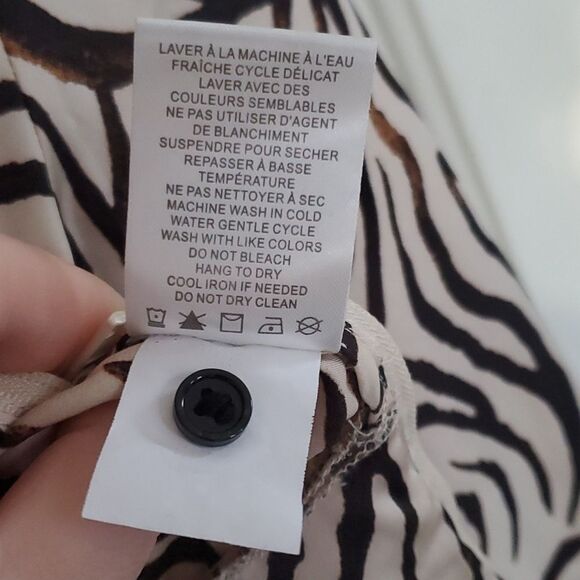 LAVER À LA MACHINE À L'EAU
FRAÎCHE CYCLE DÉLICAT
LAVER AVEC DES
COULEURS SEMBLABLES
NE PAS UTILISER D'AGENT
DE BLANCHIMENT
SUSPENDRE POUR SECHER
REPASSER À BASSE
TEMPÉRATURE
NE PAS NETTOYER À SEC
MACHINE WASH IN COLD
WATER GENTLE CYCLE
WASH WITH LIKE COLORS
DO NOT BLEACH
HANG TO DRY
COOL IRON IF NEEDED
DO NOT DRY CLEAN